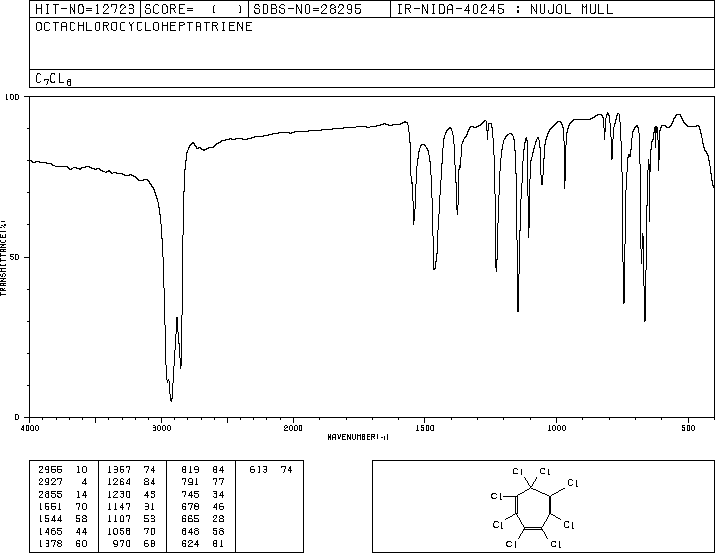 HIT-NO=12723 SCORE= ( ) SDBS-NO=28295 IR-NIDA-40245 : NUJOL MULL
OCTACHLOROCYCLOHEPTATRIENE
C7CL8
100
50
0
TRANSMITTANCE(%)
4000 3000 2000 1500 1000 500
WAVENUMBER(-1)
2966 10 1367 74 819 84 613 74
2927 4 1264 84 791 77
2855 14 1230 45 745 34
1661 70 1147 31 678 46
1544 58 1107 53 665 28
1465 44 1058 70 648 58
1378 60 970 68 624 81
Cl Cl
Cl Cl
Cl Cl
Cl Cl